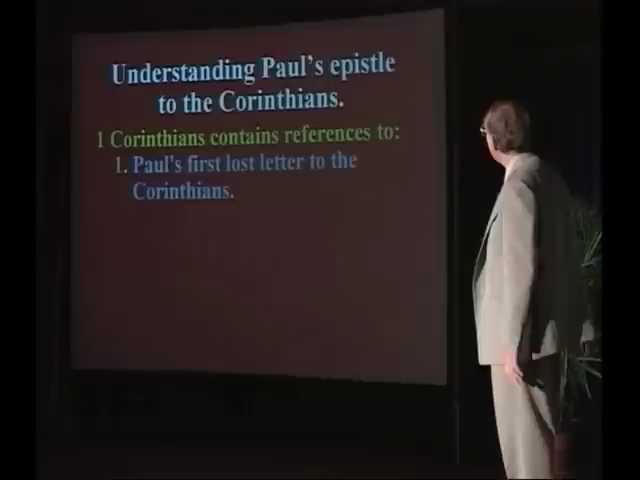 Understanding Paul's epistle
to the Corinthians.
1 Corinthians contains references to:
1. Paul's first lost letter to the
Corinthians.